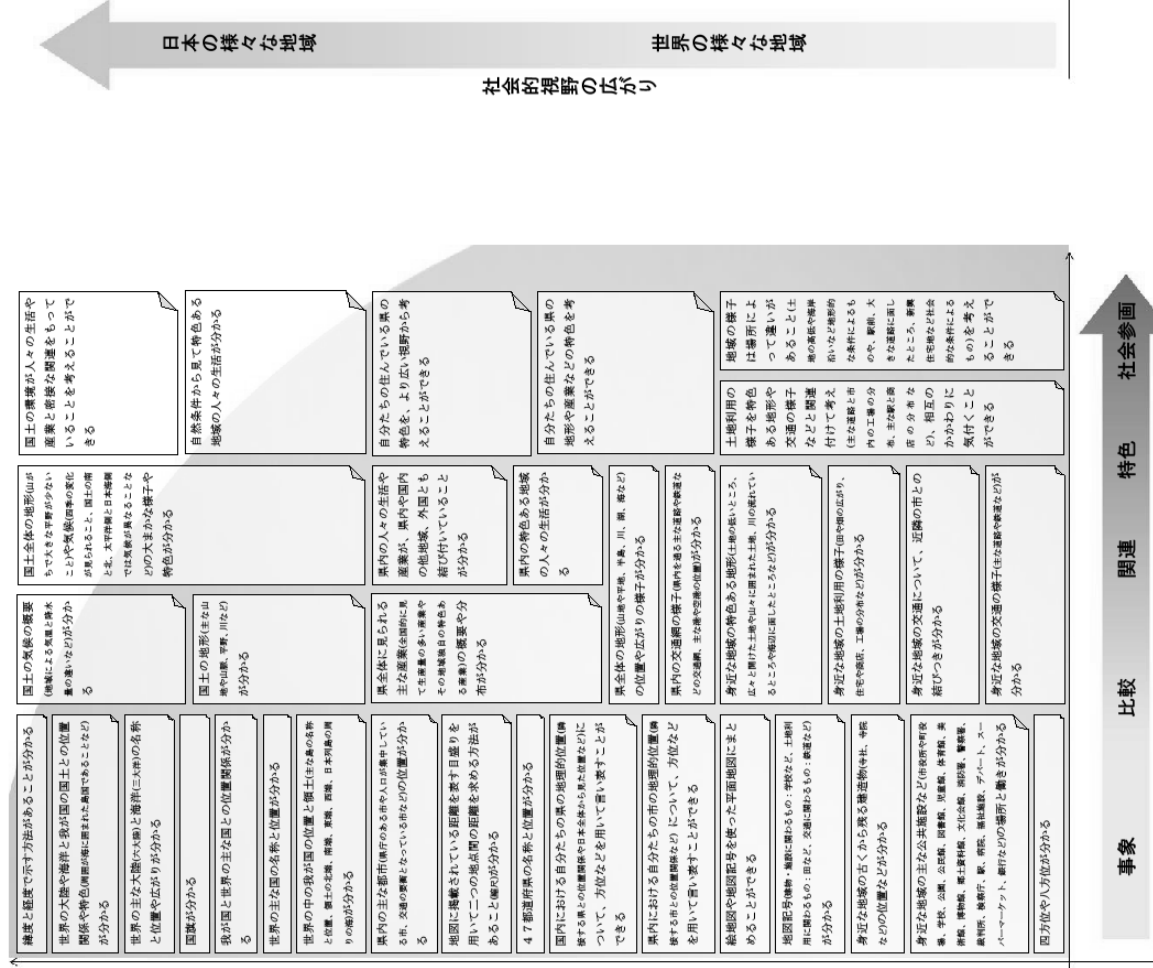 緯度と経度で示す方法があることが分かる
世界の大陸や海洋と我が国の国土との位置
関係や特色(周囲が海に囲まれた島国であることなど)
が分かる
世界の主な大陸(六大陸)と海洋(三大洋)の名称
と位置や広がりが分かる
国旗が分かる
我が国と世界の主な国との位置関係が分か
る
世界の主な国の名称と位置が分かる
世界の中の我が国の位置と領土(主な島の名称
と位置、領土の北端、南端、東端、西端、日本列島の周
りの海)が分かる
県内の主な都市(県庁のある市や人口が集中してい
る市、交通の要衝となっている市など)の位置が分か
る
地図に掲載されている距離を表す目盛りを
用いて二つの地点間の距離を求める方法が
あること(縮尺)が分かる
47都道府県の名称と位置が分かる
国内における自分たちの県の地理的位置(隣
接する県との位置関係や日本全体から見た位置など)に
ついて、方位などを用いて言い表すことが
できる
県内における自分たちの市の地理的位置(隣
接する市との位置関係など) について、方位など
を用いて言い表すことができる
絵地図や地図記号を使った平面地図にまと
めることができる
地図記号(建物・施設に関わるもの：学校など、土地利
用に関わるもの：田など、交通に関わるもの：鉄道など)
が分かる
身近な地域の古くから残る建造物(寺社、寺院
など)の位置などが分かる
身近な地域の主な公共施設など(市役所や町役
場、学校、公園、公民館、図書館、児童館、体育館、美
術館、博物館、郷土資料館、文化会館、消防署、警察署、
裁判所、検察庁、駅、病院、福祉施設、デパート、スー
パーマーケット、銀行など)の場所と働きが分かる
四方位や八方位が分かる
国土の気候の概要
(地域による気温と降水
量の違いなど)が分か
る
国土の地形(主な山
地や山脈、平野、川など)
が分かる
県全体に見られる
主な産業(全国的に見
て生産量の多い産業や
その地域独自の特色あ
る産業)の概要や分
布が分かる
県全体の地形(山地や平地、半島、川、湖、海など)
の位置や広がりの様子が分かる
県内の交通網の様子(県内を通る主な道路や鉄道な
どの交通網、主な港や空港の位置)が分かる
身近な地域の特色ある地形(土地の低いところ、
広々と開けた土地や山々に囲まれた土地、川の流れてい
るところや海辺に面したところなど)が分かる
身近な地域の土地利用の様子(田や畑の広がり、
住宅や商店、工場の分布など)が分かる
身近な地域の交通について、近隣の市との
結びつきが分かる
身近な地域の交通の様子(主な道路や鉄道など)が
分かる
国土全体の地形(山が
ちで大きな平野が少ない
こと)や気候(四季の変化
が見られること、国土の南
と北、太平洋側と日本海側
では気候が異なることな
ど)の大まかな様子や
特色が分かる
県内の人々の生活や
産業が、県内や国内
の他地域、外国とも
結び付いていること
が分かる
県内の特色ある地域
の人々の生活が分か
る
国土の環境が人々の生活や
産業と密接な関連をもって
いることを考えることがで
きる
自然条件から見て特色ある
地域の人々の生活が分かる
自分たちの住んでいる県の
特色を、より広い視野から考
えることができる
自分たちの住んでいる県の
地形や産業などの特色を考
えることができる
土地利用の
様子を特色
ある地形や
交通の様子
などと関連
付けて考え
(主な道路と市
内の工場の分
布、主な駅と商
店の分布な
ど)、相互の
かかわりに
気付くこと
ができる
地域の様子
は場所によ
って違いが
あること(土
地の高低や海岸
沿いなど地形的
な条件によるも
のや、駅前、大
きな道路に面し
たところ、新興
住宅地など社会
的な条件による
もの)を考え
ることがで
きる
日本の様々な地域
世界の様々な地域
社会的視野の広がり
事象 比較 関連 特色 社会参画